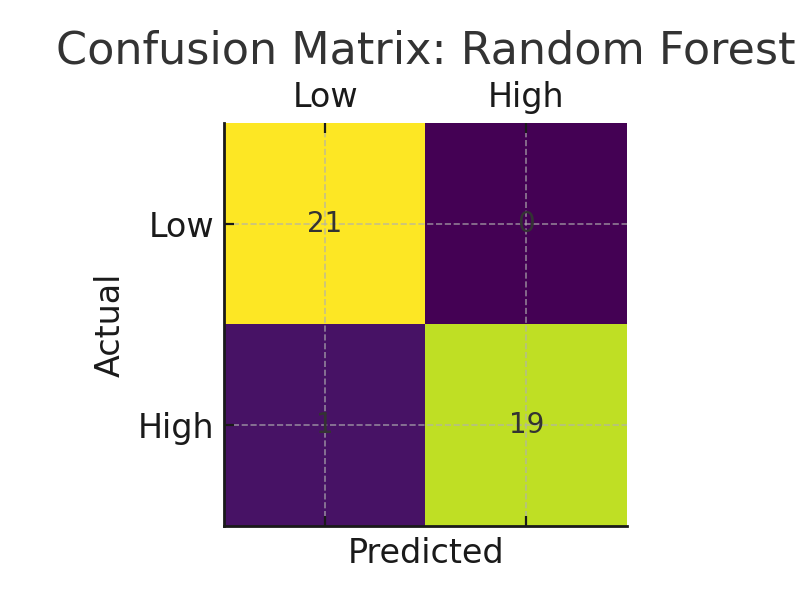 Confusion Matrix: Random Forest
Low High
Low 21 0
Actual
High 1 19
Predicted